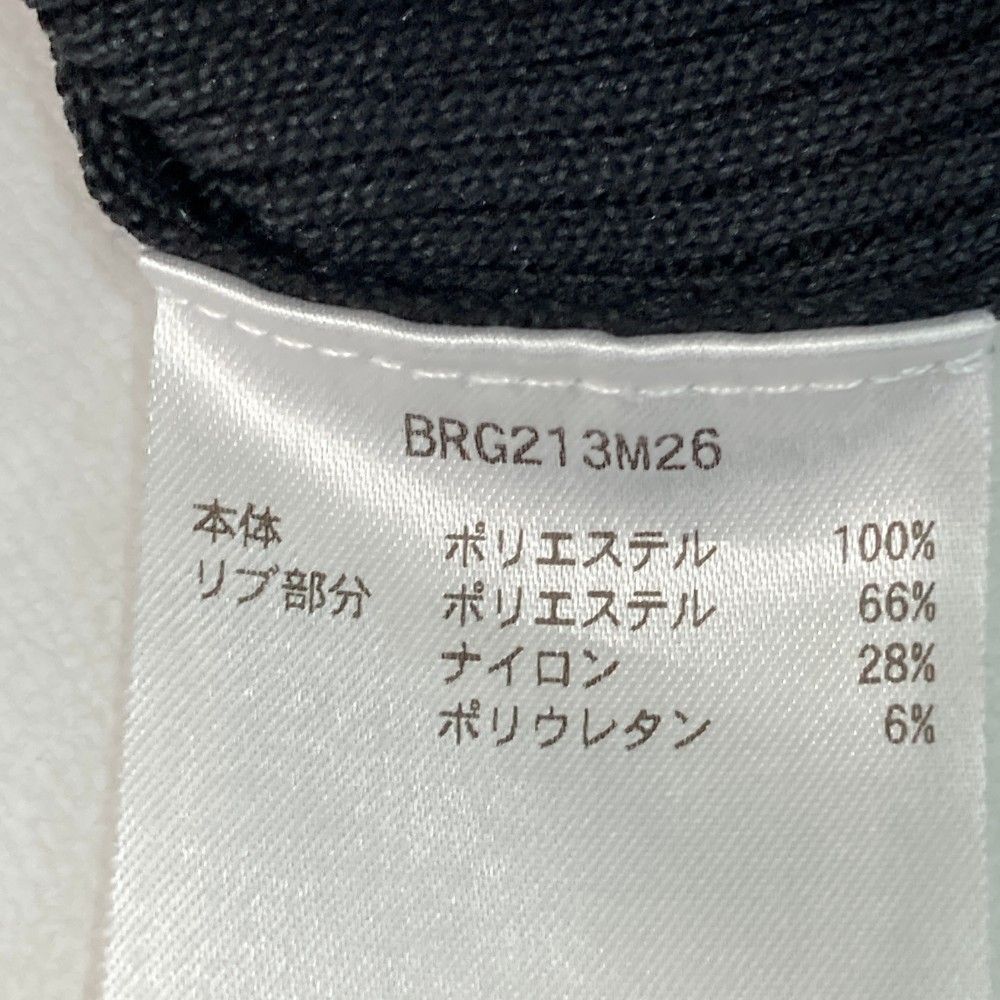 BRG213M26
本体 ポリエステル 100%
リブ部分 ポリエステル 66%
ナイロン 28%
ポリウレタン 6%